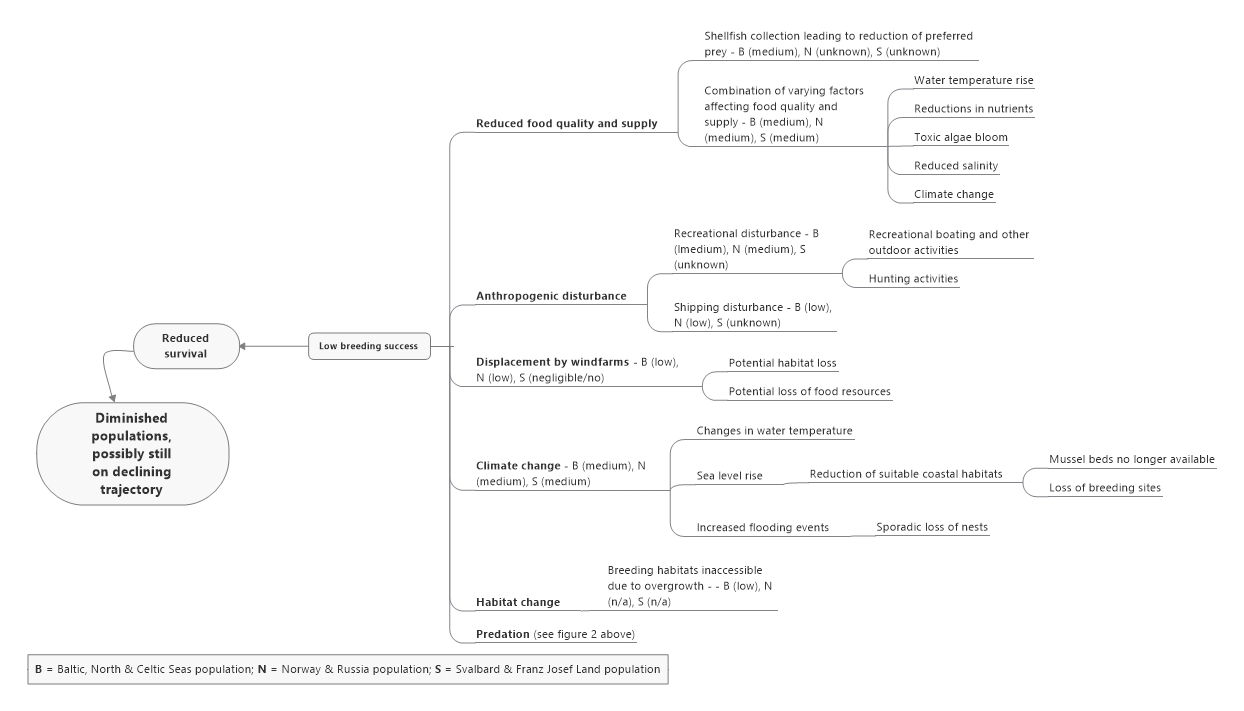 Shellfish collection leading to reduction of preferred
prey - B (medium), N (unknown), S (unknown)
Combination of varying factors
affecting food quality and
supply - B (medium), N
(medium), S (medium)
Water temperature rise
Reductions in nutrients
Toxic algae bloom
Reduced salinity
Climate change
Reduced food quality and supply
Recreational disturbance - B
(lmedium), N (medium), S
(unknown)
Recreational boating and other
outdoor activities
Hunting activities
Anthropogenic disturbance
Shipping disturbance - B (low),
N (low), S (unknown)
Reduced
survival
Low breeding success
Displacement by windfarms - B (low),
N (low), S (negligible/no)
Potential habitat loss
Potential loss of food resources
Diminished
populations,
possibly still
on declining
trajectory
Climate change - B (medium), N
(medium), S (medium)
Changes in water temperature
Sea level rise
Reduction of suitable coastal habitats
Mussel beds no longer available
Loss of breeding sites
Increased flooding events
Sporadic loss of nests
Breeding habitats inaccessible
due to overgrowth - - B (low), N
(n/a), S (n/a)
Habitat change
Predation (see figure 2 above)
B = Baltic, North & Celtic Seas population; N = Norway & Russia population; S = Svalbard & Franz Josef Land population